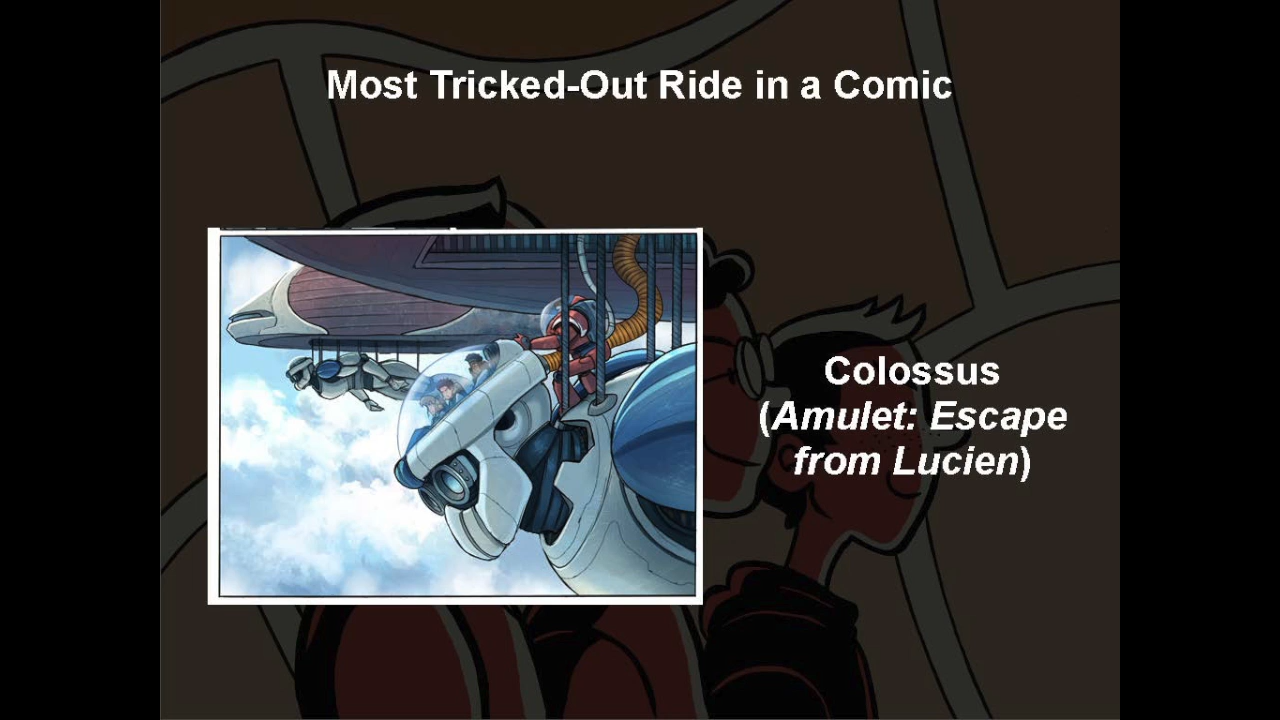 Most Tricked-Out Ride in a Comic
Colossus
(Amulet: Escape
from Lucien)